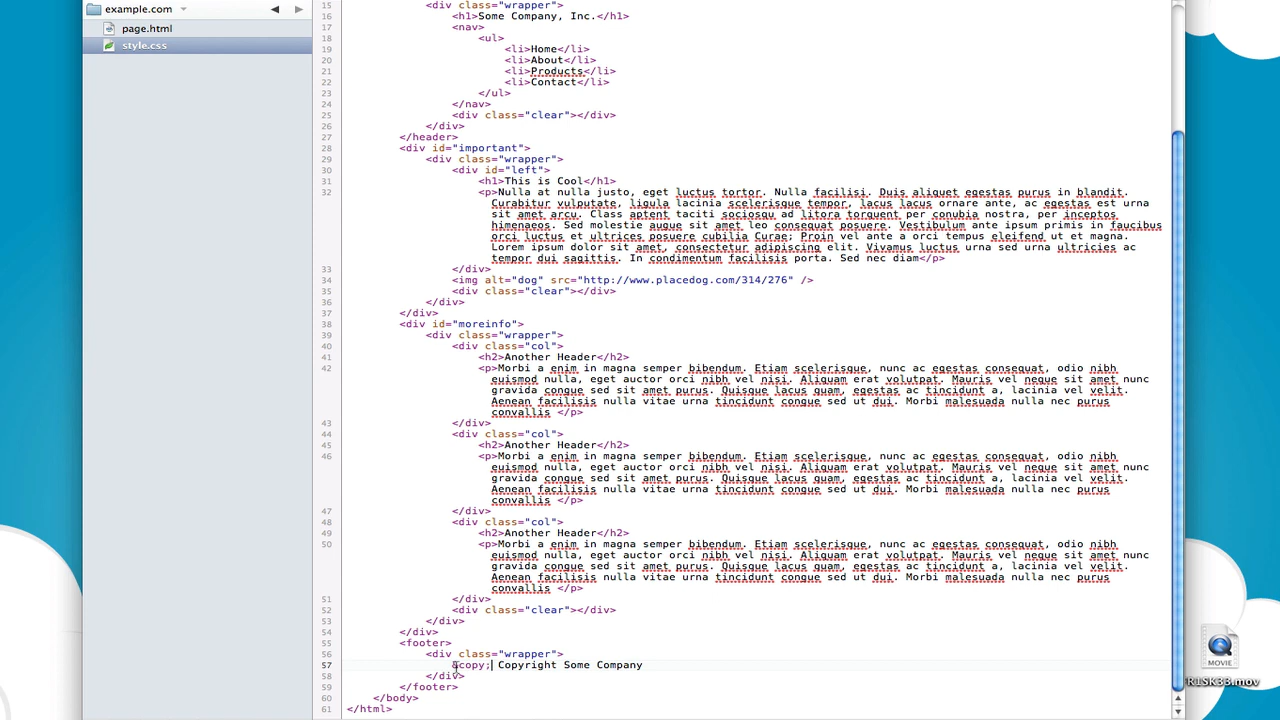 example.com
page.html
style.css
15 <div class="wrapper">
16 <h1>Some Company, Inc.</h1>
17 <nav>
18 <ul>
19 <li>Home</li>
20 <li>About</li>
21 <li>Products</li>
22 <li>Contact</li>
23 </ul>
24 </nav>
25 <div class="clear"></div>
26 </div>
27 </header>
28 <div id="important">
29 <div class="wrapper">
30 <div id="left">
31 <h1>This is Cool</h1>
32 <p>Nulla at nulla justo, eget luctus tortor. Nulla facilisi. Duis aliquet egestas purus in blandit.
Curabitur vulputate, ligula lacinia scelerisque tempor, lacus lacus ornare ante, ac egestas est urna
sit amet arcu. Class aptent taciti sociosqu ad litora torquent per conubia nostra, per inceptos
himenaeos. Sed molestie augue sit amet leo consequat posuere. Vestibulum ante ipsum primis in faucibus
orci luctus et ultrices posuere cubilia Curae; Proin vel ante a orci tempus eleifend ut et magna.
Lorem ipsum dolor sit amet, consectetur adipiscing elit. Vivamus luctus urna sed urna ultricies ac
tempor dui sagittis. In condimentum facilisis porta. Sed nec diam</p>
33 </div>
34 <img alt="dog" src="http://www.placedog.com/314/276" />
35 <div class="clear"></div>
36 </div>
37 </div>
38 <div id="moreinfo">
39 <div class="wrapper">
40 <div class="col">
41 <h2>Another Header</h2>
42 <p>Morbi a enim in magna semper bibendum. Etiam scelerisque, nunc ac egestas consequat, odio nibh
euismod nulla, eget auctor orci nibh vel nisi. Aliquam erat volutpat. Mauris vel neque sit amet nunc
gravida congue sed sit amet purus. Quisque lacus quam, egestas ac tincidunt a, lacinia vel velit.
Aenean facilisis nulla vitae urna tincidunt congue sed ut dui. Morbi malesuada nulla nec purus
convallis </p>
43 </div>
44 <div class="col">
45 <h2>Another Header</h2>
46 <p>Morbi a enim in magna semper bibendum. Etiam scelerisque, nunc ac egestas consequat, odio nibh
euismod nulla, eget auctor orci nibh vel nisi. Aliquam erat volutpat. Mauris vel neque sit amet nunc
gravida congue sed sit amet purus. Quisque lacus quam, egestas ac tincidunt a, lacinia vel velit.
Aenean facilisis nulla vitae urna tincidunt congue sed ut dui. Morbi malesuada nulla nec purus
convallis </p>
47 </div>
48 <div class="col">
49 <h2>Another Header</h2>
50 <p>Morbi a enim in magna semper bibendum. Etiam scelerisque, nunc ac egestas consequat, odio nibh
euismod nulla, eget auctor orci nibh vel nisi. Aliquam erat volutpat. Mauris vel neque sit amet nunc
gravida congue sed sit amet purus. Quisque lacus quam, egestas ac tincidunt a, lacinia vel velit.
Aenean facilisis nulla vitae urna tincidunt congue sed ut dui. Morbi malesuada nulla nec purus
convallis </p>
51 </div>
52 <div class="clear"></div>
53 </div>
54 </div>
55 <footer>
56 <div class="wrapper">
57 &copy; Copyright Some Company
58 </div>
59 </footer>
60 </body>
61 </html>
MOVIE
R1SK33.mov